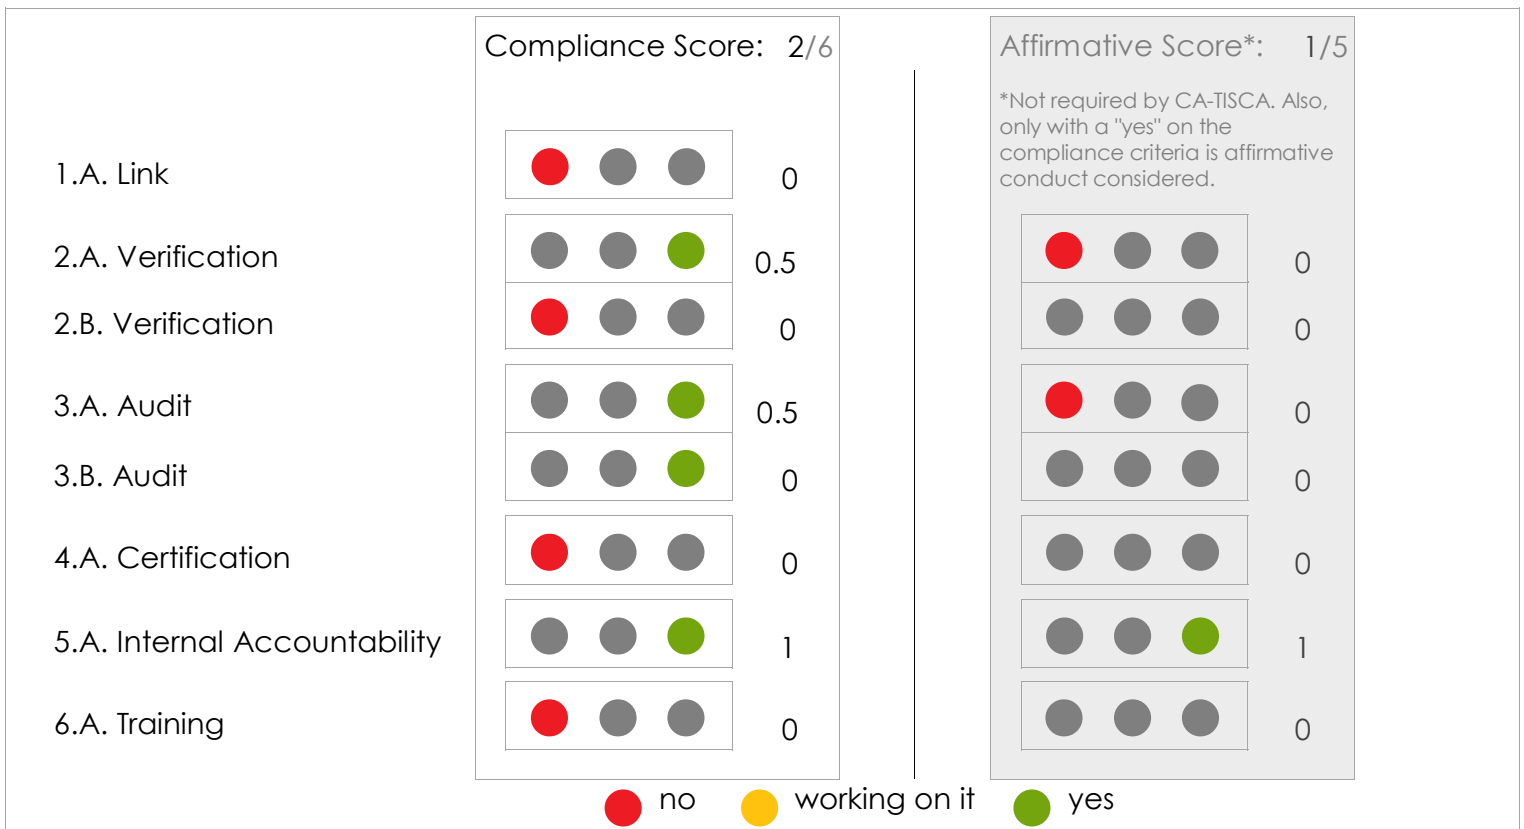 Compliance Score: 2/6
Affirmative Score*: 1/5
*Not required by CA-TISCA. Also,
only with a "yes" on the
compliance criteria is affirmative
conduct considered.
1.A. Link 0
2.A. Verification 0.5 0
2.B. Verification 0 0
3.A. Audit 0.5 0
3.B. Audit 0 0
4.A. Certification 0 0
5.A. Internal Accountability 1 1
6.A. Training 0 0
no working on it yes